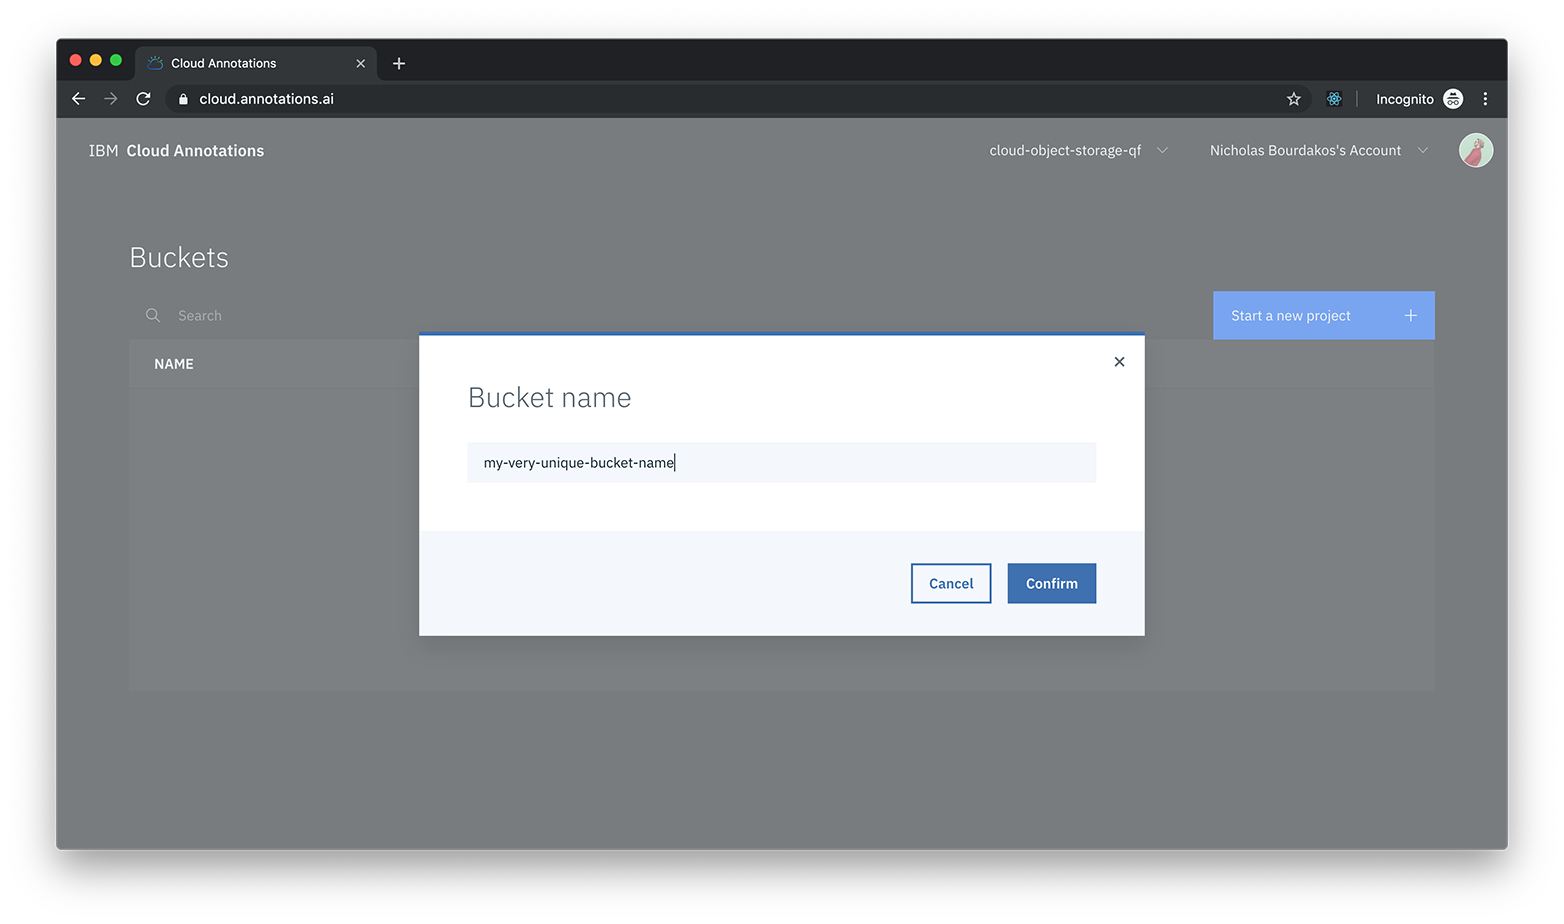 Cloud Annotations
cloud.annotations.ai
Incognito
IBM Cloud Annotations
cloud-object-storage-qf
Nicholas Bourdakos's Account
Buckets
Search
Start a new project
NAME
Bucket name
my-very-unique-bucket-name
Cancel
Confirm